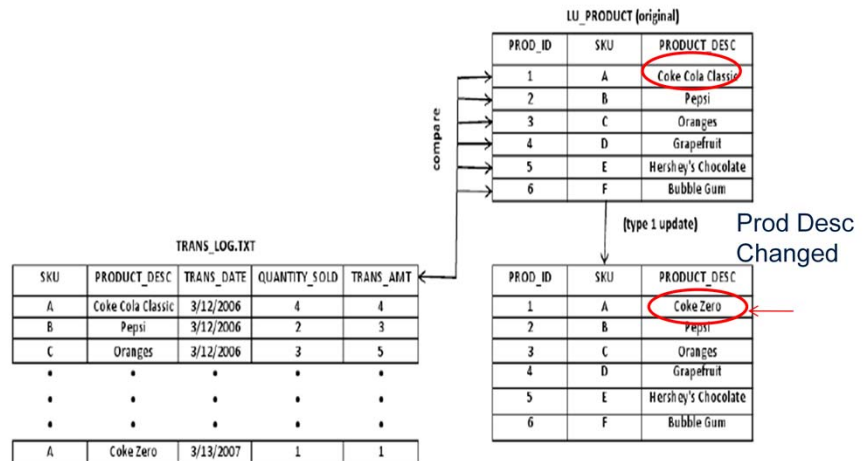 LU_PRODUCT (original)
PROD_ID SKU PRODUCT_DESC
1 A Coke Cola Classic
2 B Pepsi
3 C Oranges
4 D Grapefruit
5 E Hershey's Chocolate
6 F Bubble Gum
compare
(type 1 update)
Prod Desc
Changed
TRANS_LOG.TXT
SKU PRODUCT_DESC TRANS_DATE QUANTITY_SOLD TRANS_AMT
A Coke Cola Classic 3/12/2006 4 4
B Pepsi 3/12/2006 2 3
C Oranges 3/12/2006 3 5
A Coke Zero 3/13/2007 1 1
PROD_ID SKU PRODUCT_DESC
1 A Coke Zero
2 B Pepsi
3 C Oranges
4 D Grapefruit
5 E Hershey's Chocolate
6 F Bubble Gum